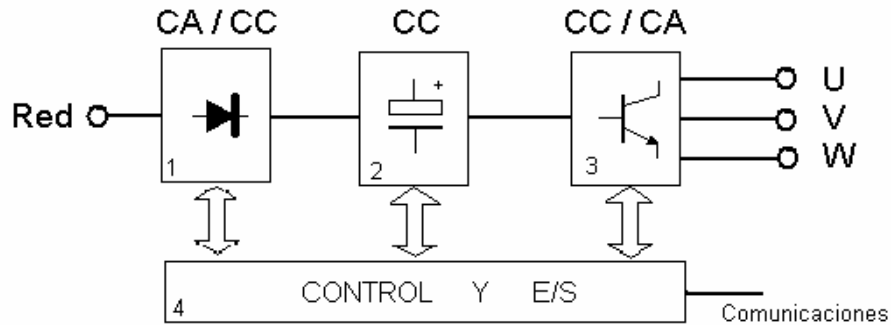 CA / CC CC CC / CA
Red
+
U
V
W
1 2 3
4 CONTROL Y E/S
Comunicaciones